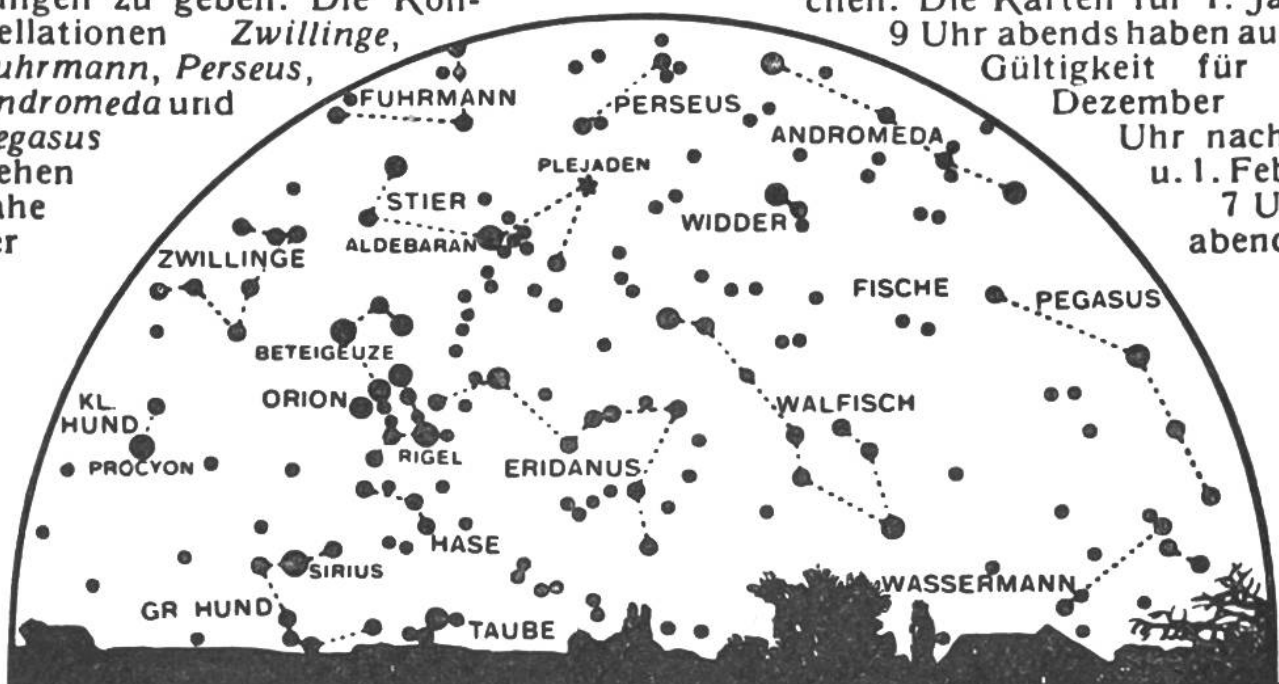 ungen zu geben. Die Kon-
ellationen Zwillinge,
uhrmann, Perseus,
ndromeda und
egasus
ehen
ahe
er
chen. Die Karten für 1. Ja
9 Uhr abends haben au
Gültigkeit für
Dezember
Uhr nach
u. 1. Feb
7 U
abend
FUHRMANN
PERSEUS
ANDROMEDA
PLEJADEN
STIER
WIDDER
ALDEBARAN
ZWILLINGE
FISCHE
PEGASUS
BETEIGEUZE
ORION
KL.
HUND
WALFISCH
PROCYON
RIGEL
ERIDANUS
HASE
SIRIUS
WASSERMANN
GR HUND
TAUBE